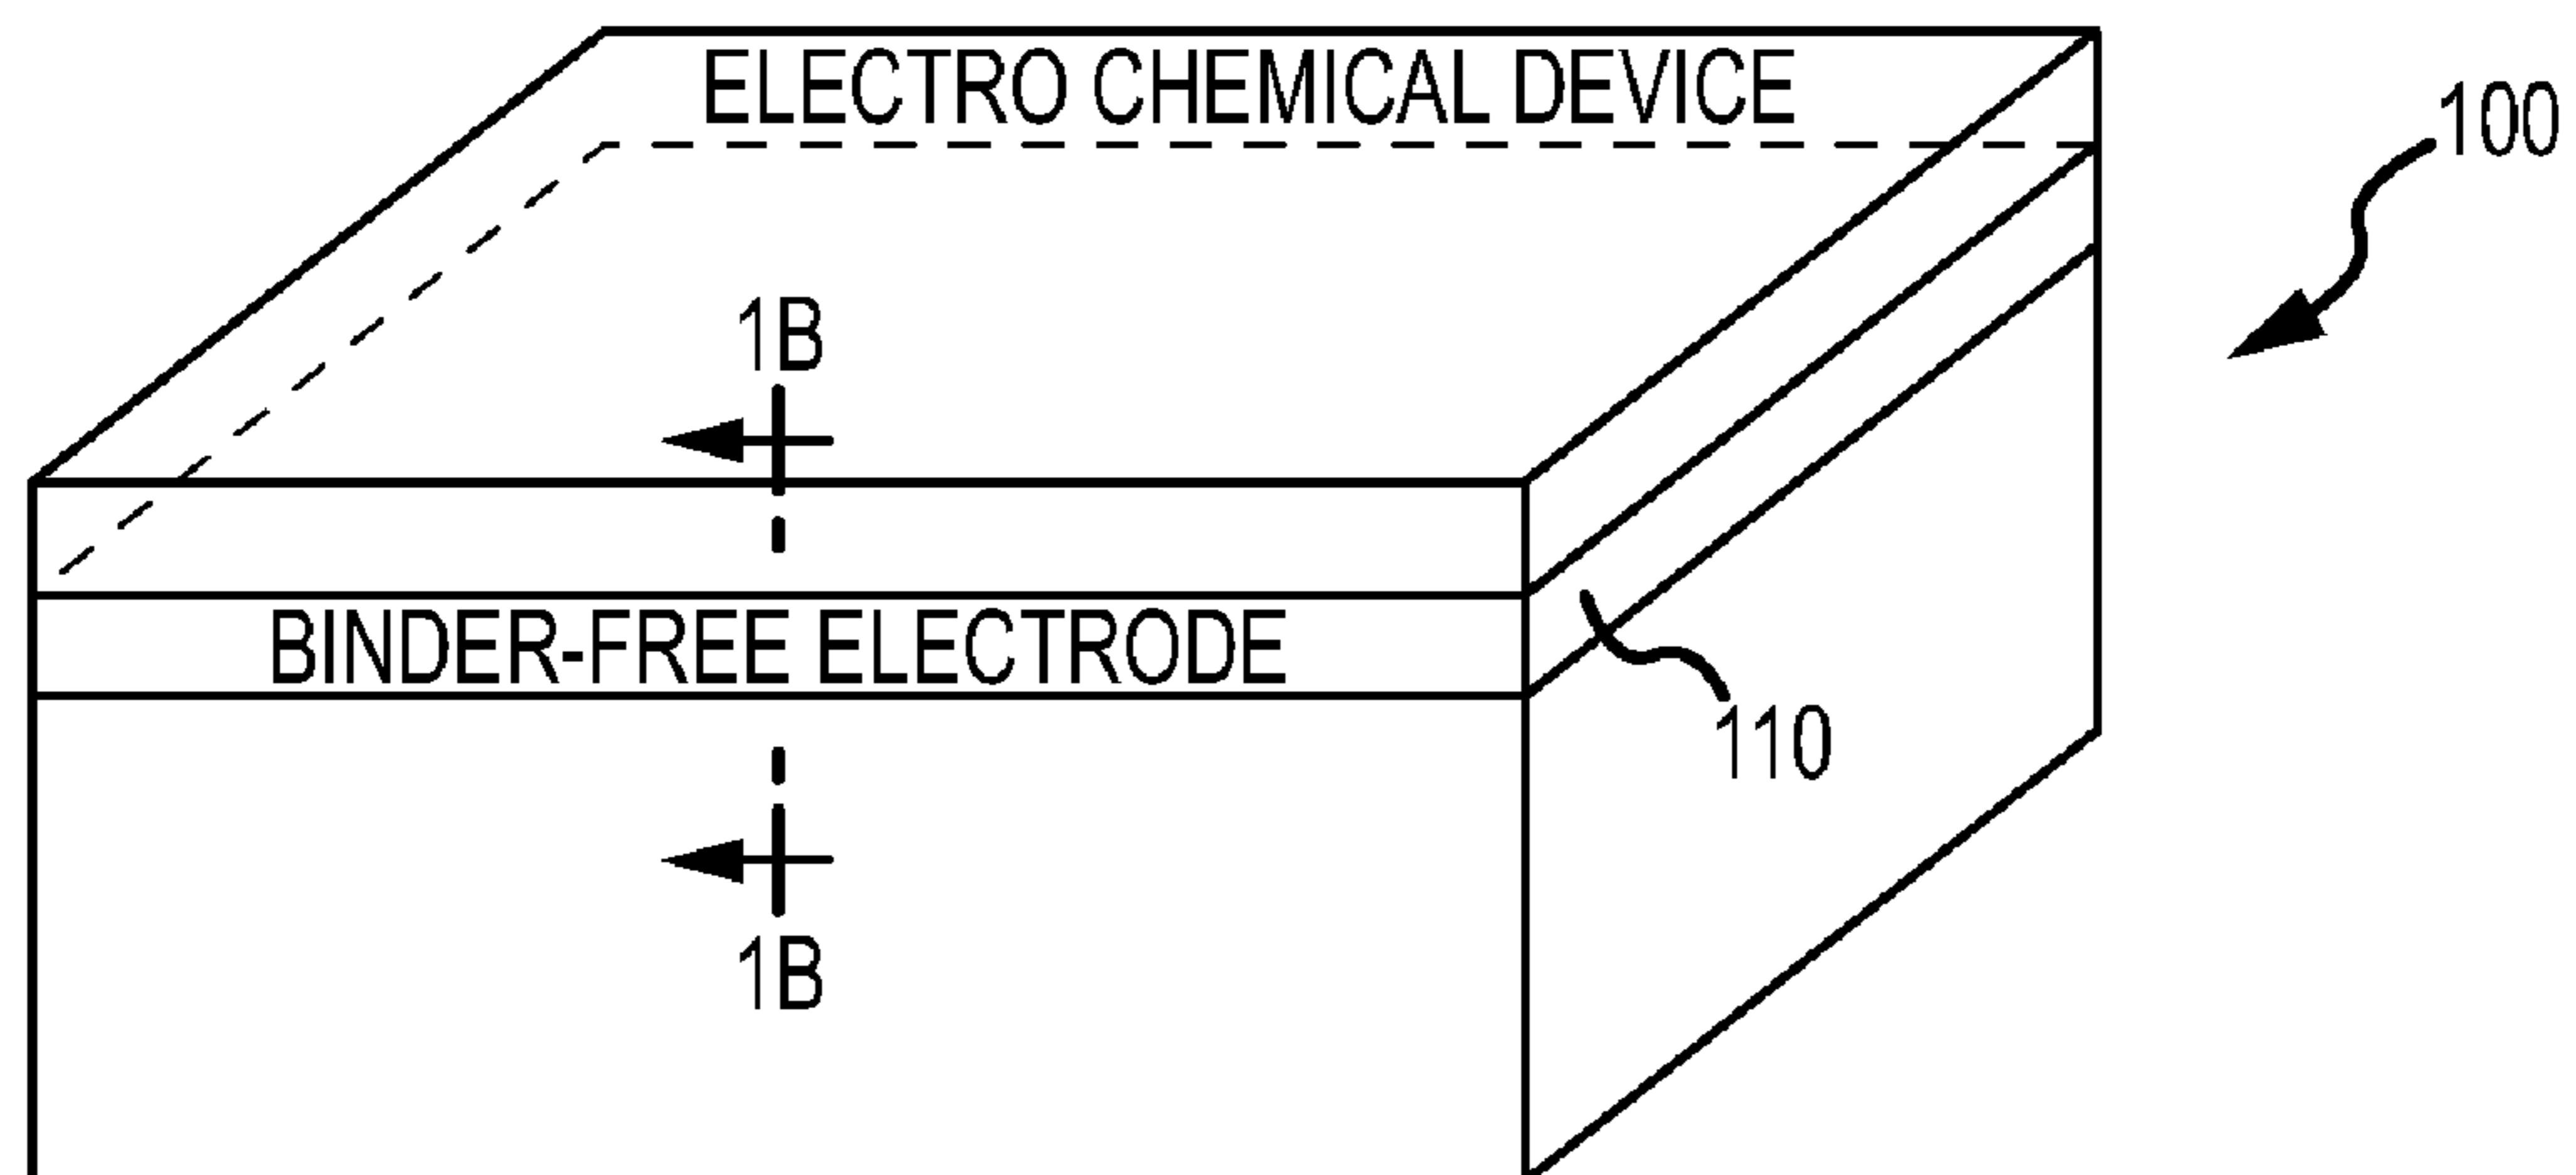 ELECTRO CHEMICAL DEVICE
100
1B
BINDER-FREE ELECTRODE
110
1B